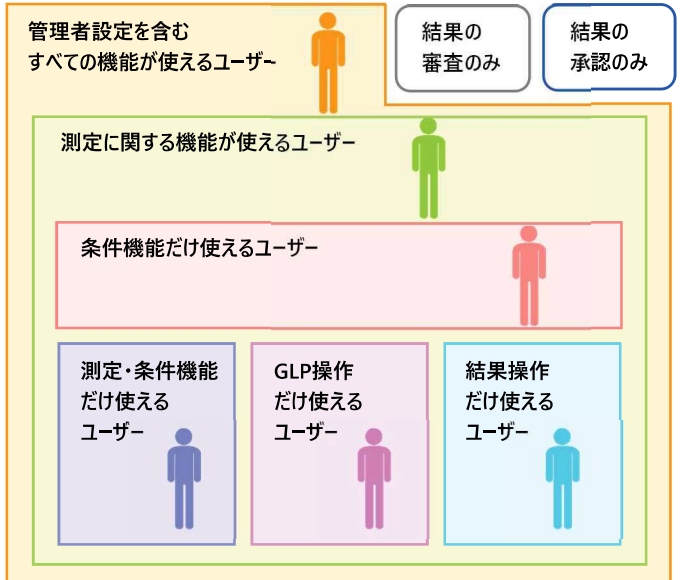 管理者設定を含む
すべての機能が使えるユーザー
結果の
審査のみ
結果の
承認のみ
測定に関する機能が使えるユーザー
条件機能だけ使えるユーザー
測定・条件機能
だけ使える
ユーザー
GLP操作
だけ使える
ユーザー
結果操作
だけ使える
ユーザー